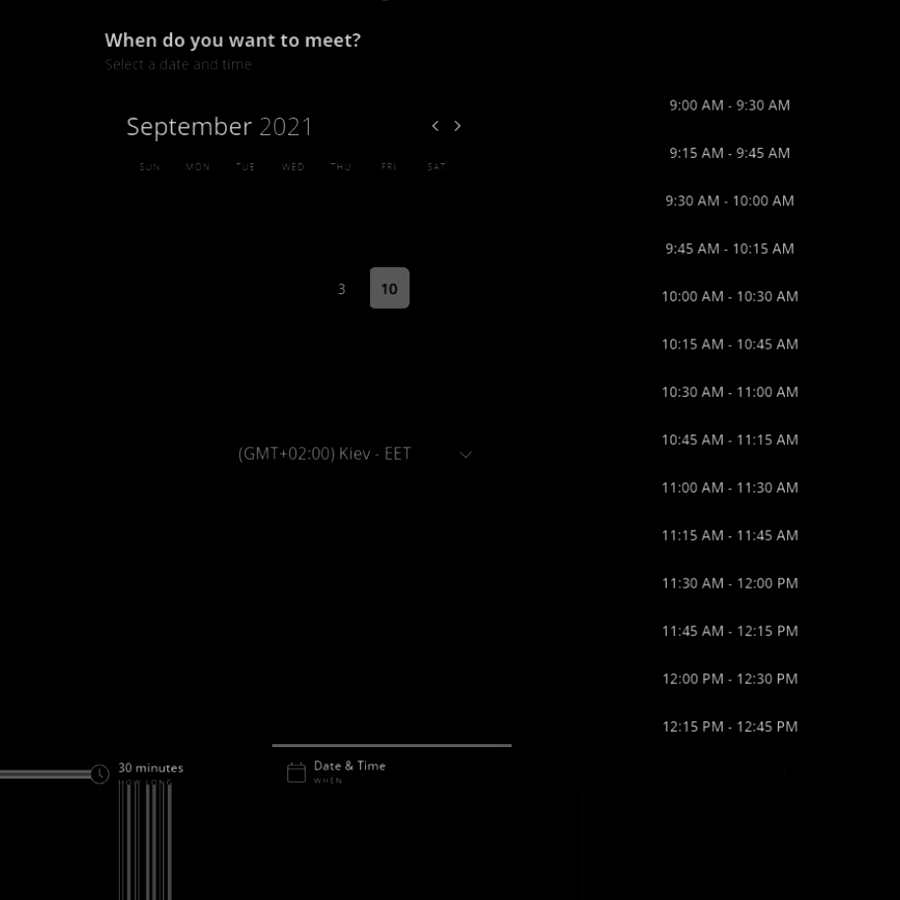 When do you want to meet?
Select a date and time
September 2021
SUN MON TUE WED THU FRI SAT
3 10
(GMT+02:00) Kiev - EET
9:00 AM - 9:30 AM
9:15 AM - 9:45 AM
9:30 AM - 10:00 AM
9:45 AM - 10:15 AM
10:00 AM - 10:30 AM
10:15 AM - 10:45 AM
10:30 AM - 11:00 AM
10:45 AM - 11:15 AM
11:00 AM - 11:30 AM
11:15 AM - 11:45 AM
11:30 AM - 12:00 PM
11:45 AM - 12:15 PM
12:00 PM - 12:30 PM
12:15 PM - 12:45 PM
30 minutes
HOW LONG
Date & Time
WHEN